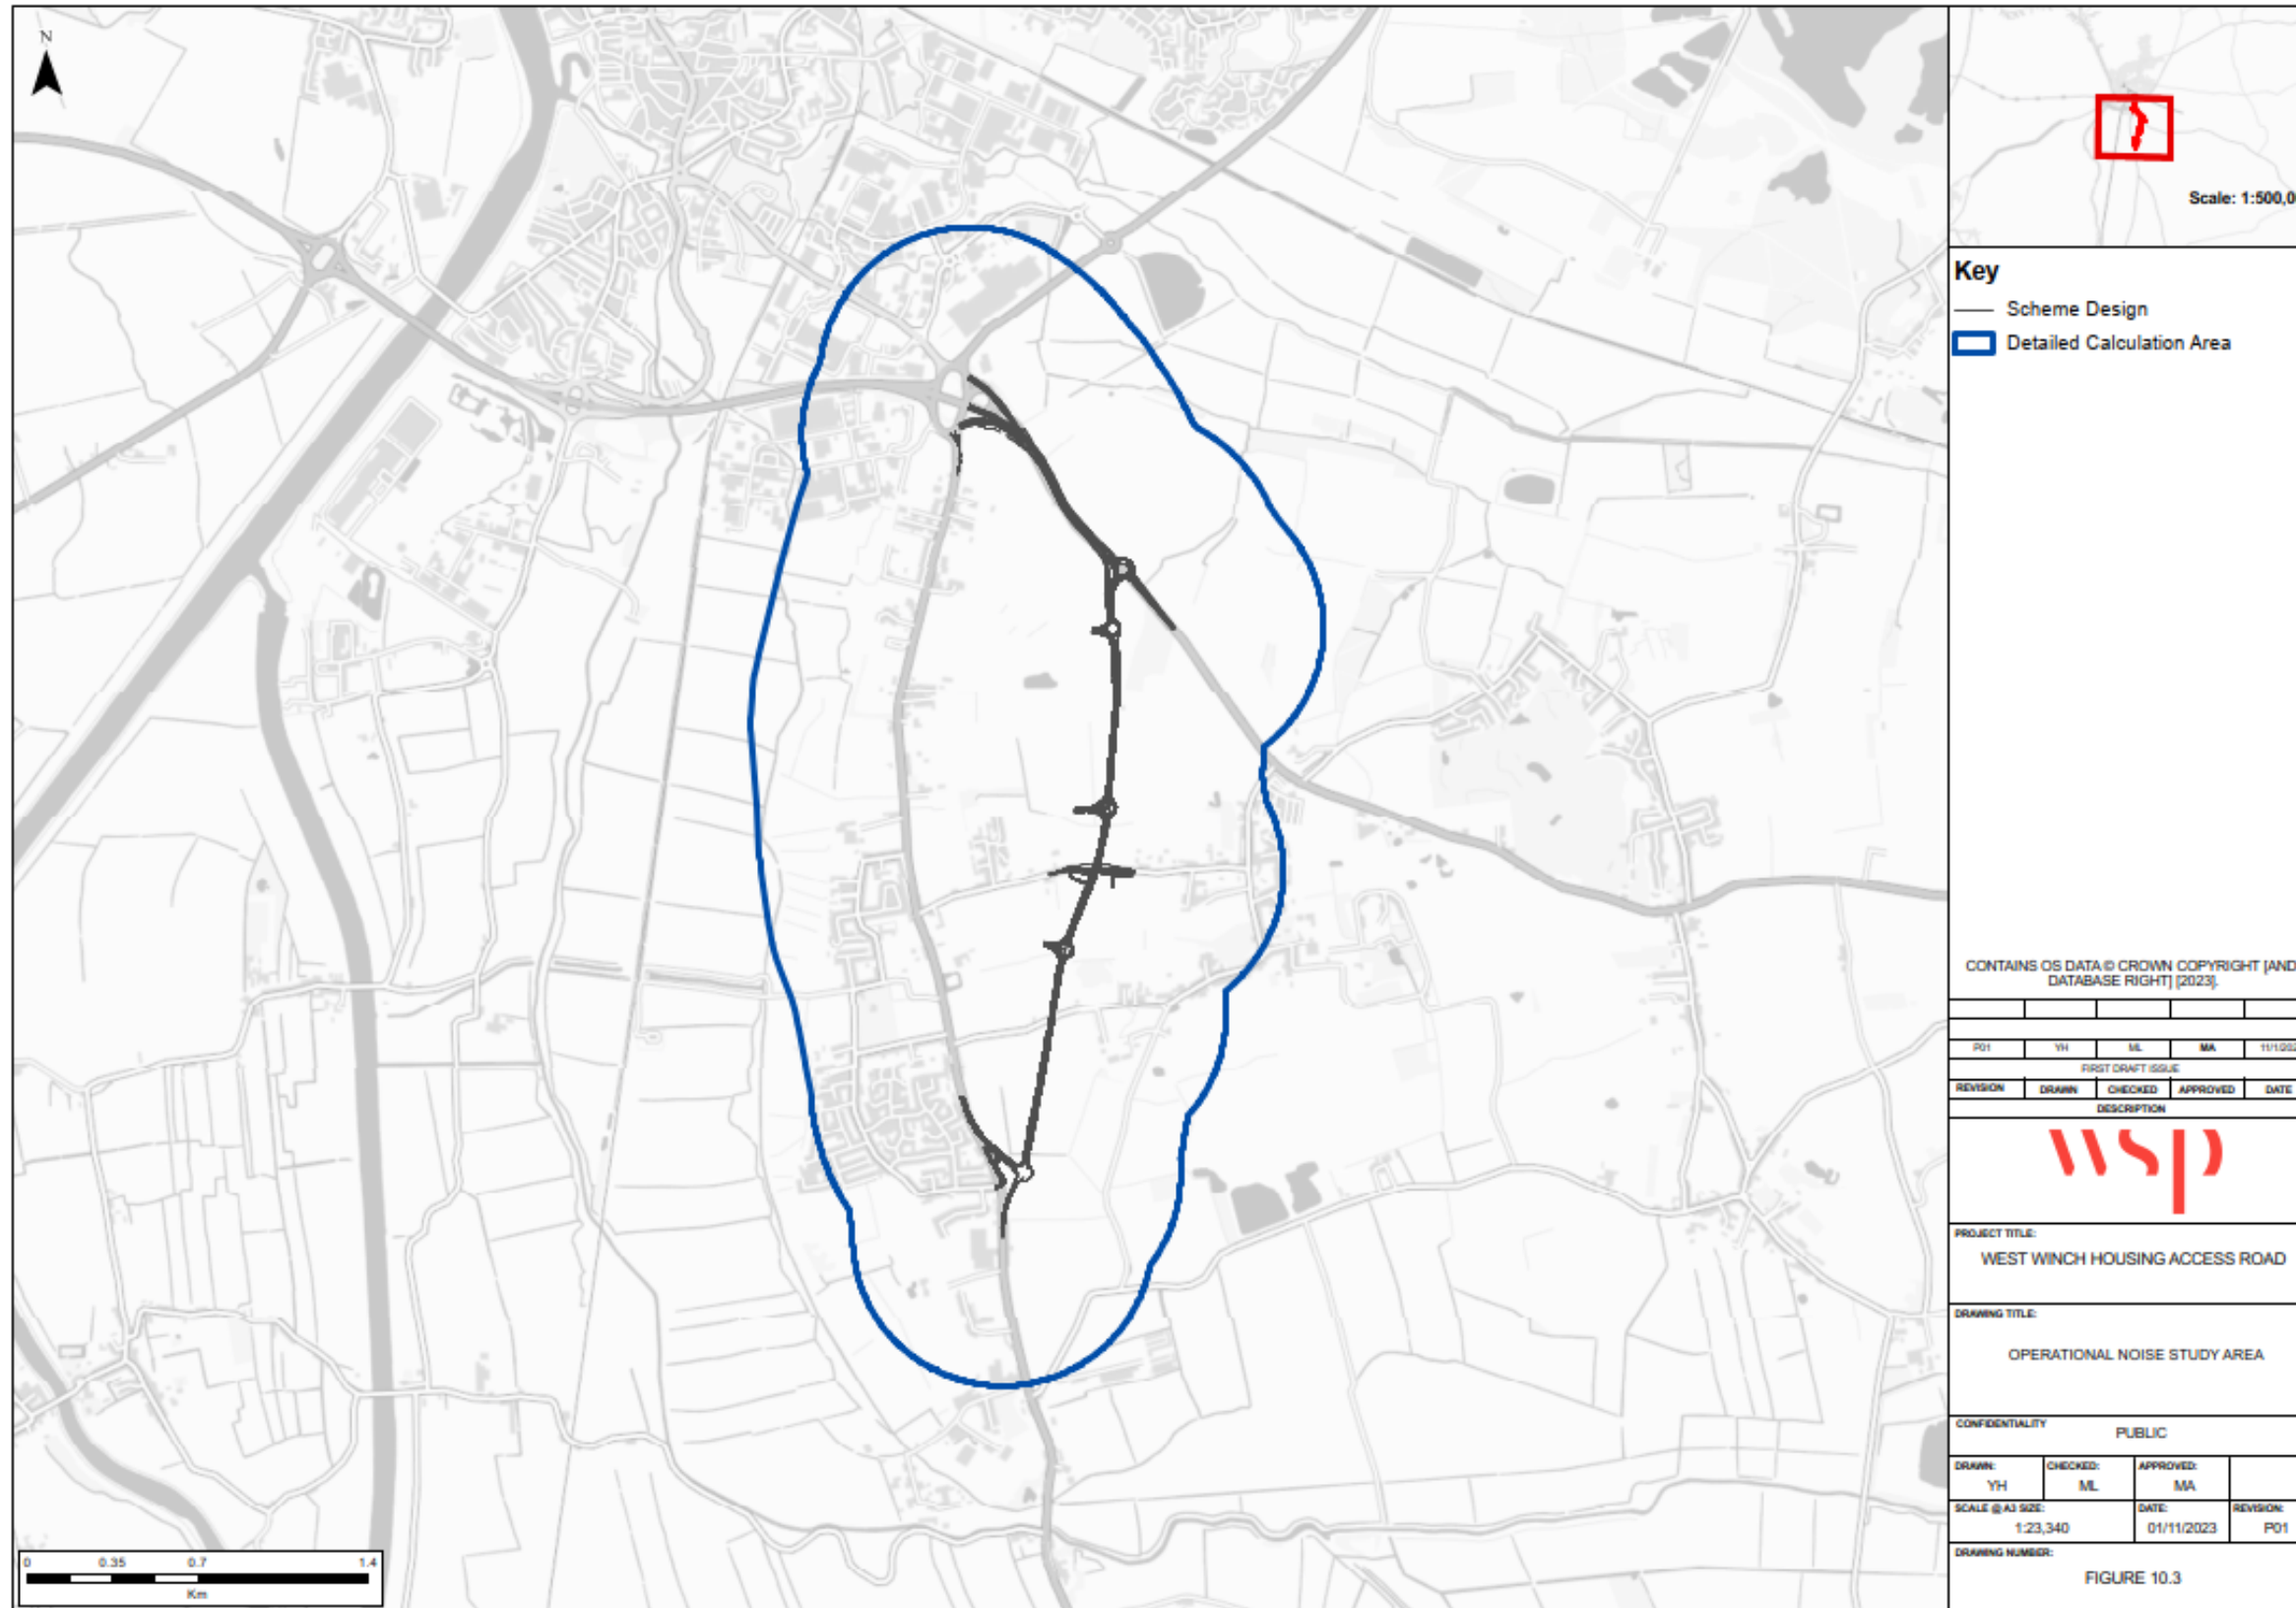 N
Scale: 1:500,0
Key
Scheme Design
Detailed Calculation Area
CONTAINS OS DATA © CROWN COPYRIGHT [AND
DATABASE RIGHT] [2023].
P01 YH ML MA 11/1/202
FIRST DRAFT ISSUE
REVISION DRAWN CHECKED APPROVED DATE
DESCRIPTION
wsp
PROJECT TITLE:
WEST WINCH HOUSING ACCESS ROAD
DRAWING TITLE:
OPERATIONAL NOISE STUDY AREA
CONFIDENTIALITY
PUBLIC
DRAWN: CHECKED: APPROVED:
YH ML MA
SCALE @ A3 SIZE: DATE: REVISION:
1:23,340 01/11/2023 P01
DRAWING NUMBER:
FIGURE 10.3
0 0.35 0.7 1.4
Km